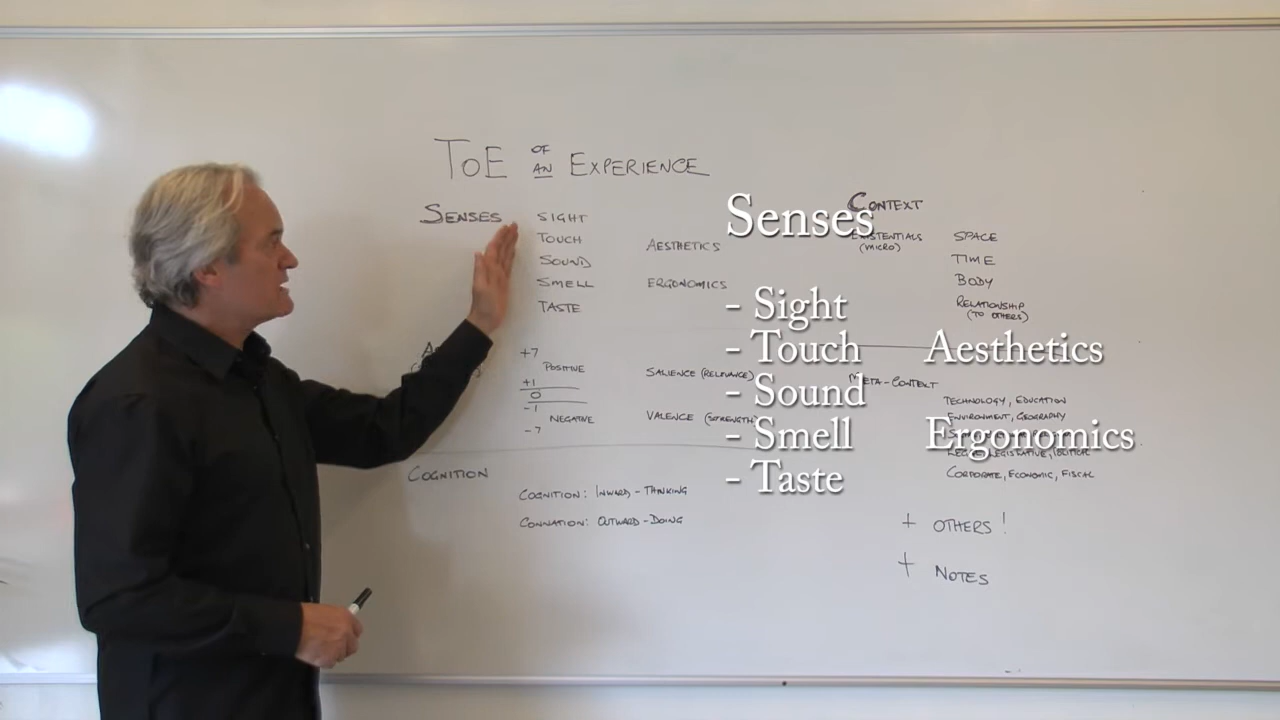 ToE OF AN EXPERIENCE
SENSES
SIGHT
TOUCH
SOUND
SMELL
TASTE
AESTHETICS
ERGONOMICS
+7
POSITIVE
+1
0
-1
NEGATIVE
-7
SALIENCE (RELEVANCE)
VALENCE (STRENGTH)
COGNITION
COGNITION: INWARD - THINKING
CONNATION: OUTWARD - DOING
CONTEXT
(MICRO)
SPACE
TIME
BODY
RELATIONSHIP
(TO OTHERS)
META-CONTEXT
TECHNOLOGY, EDUCATION
ENVIRONMENT, GEOGRAPHY
CORPORATE, ECONOMIC, FISCAL
+ OTHERS!
+ NOTES
Senses
- Sight
- Touch
- Sound
- Smell
- Taste
Aesthetics
Ergonomics